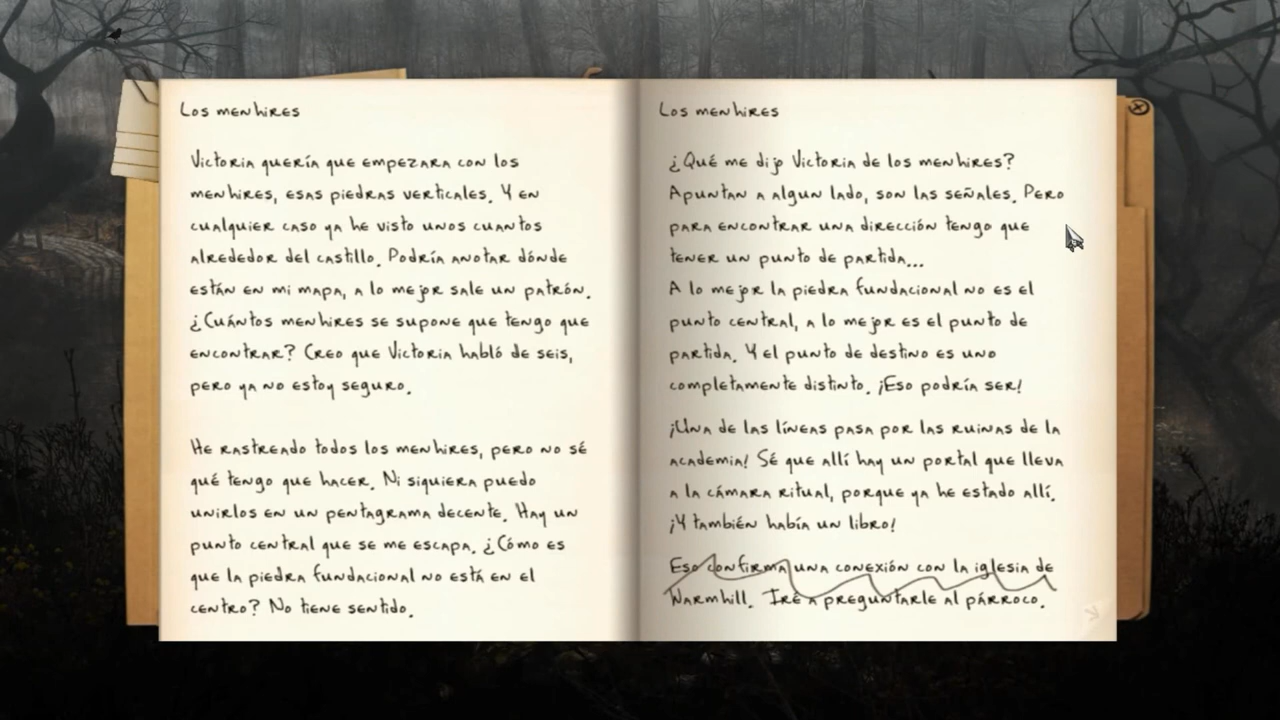 Los menhires
Victoria quería que empezara con los
menhires, esas piedras verticales. Y en
cualquier caso ya he visto unos cuantos
alrededor del castillo. Podría anotar dónde
están en mi mapa, a lo mejor sale un patrón.
¿Cuántos menhires se supone que tengo que
encontrar? Creo que Victoria habló de seis,
pero ya no estoy seguro.
He rastreado todos los menhires, pero no sé
qué tengo que hacer. Ni siquiera puedo
unirlos en un pentagrama decente. Hay un
punto central que se me escapa. ¿Cómo es
que la piedra fundacional no está en el
centro? No tiene sentido.
Los menhires
¿Qué me dijo Victoria de los menhires?
Apuntan a algun lado, son las señales. Pero
para encontrar una dirección tengo que
tener un punto de partida...
A lo mejor la piedra fundacional no es el
punto central, a lo mejor es el punto de
partida. Y el punto de destino es uno
completamente distinto. ¡Eso podría ser!
¡Una de las líneas pasa por las ruinas de la
academia! Sé que allí hay un portal que lleva
a la cámara ritual, porque ya he estado allí.
¡Y también había un libro!
Eso confirma una conexión con la iglesia de
Warmhill. Iré a preguntarle al párroco.